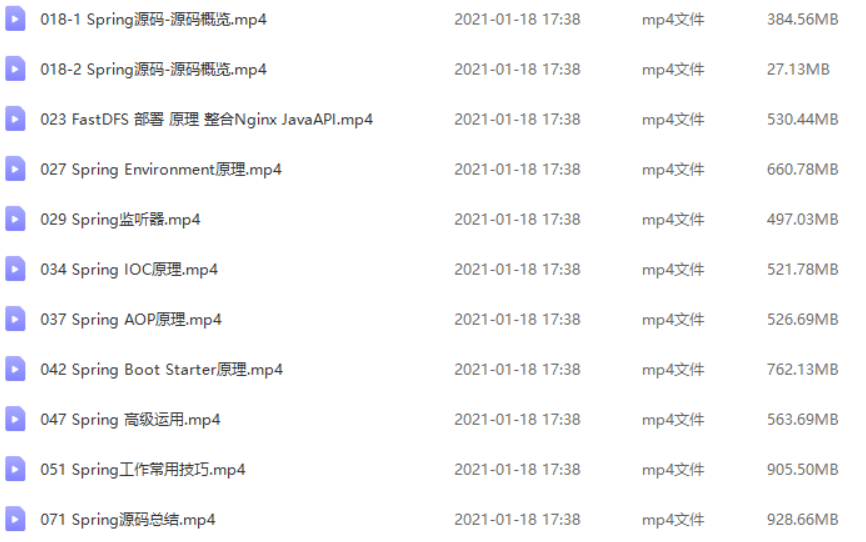 018-1 Spring源码-源码概览.mp4 2021-01-18 17:38 mp4文件 384.56MB
018-2 Spring源码-源码概览.mp4 2021-01-18 17:38 mp4文件 27.13MB
023 FastDFS 部署 原理 整合Nginx JavaAPI.mp4 2021-01-18 17:38 mp4文件 530.44MB
027 Spring Environment原理.mp4 2021-01-18 17:38 mp4文件 660.78MB
029 Spring监听器.mp4 2021-01-18 17:38 mp4文件 497.03MB
034 Spring IOC原理.mp4 2021-01-18 17:38 mp4文件 521.78MB
037 Spring AOP原理.mp4 2021-01-18 17:38 mp4文件 526.69MB
042 Spring Boot Starter原理.mp4 2021-01-18 17:38 mp4文件 762.13MB
047 Spring 高级运用.mp4 2021-01-18 17:38 mp4文件 563.69MB
051 Spring工作常用技巧.mp4 2021-01-18 17:38 mp4文件 905.50MB
071 Spring源码总结.mp4 2021-01-18 17:38 mp4文件 928.66MB